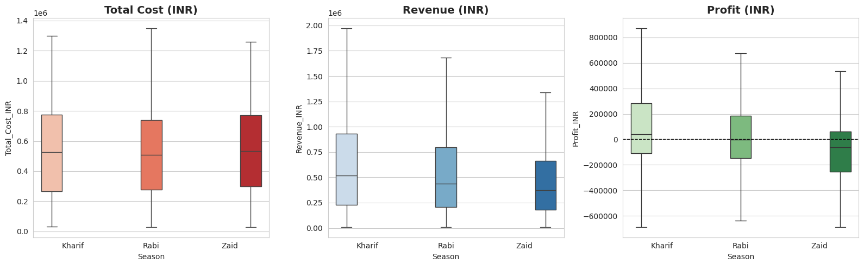 Total Cost (INR)
1e6
1.4
1.2
1.0
0.8
0.6
0.4
0.2
0.0
Total_Cost_INR
Kharif Rabi Zaid
Season
Revenue (INR)
1e6
2.00
1.75
1.50
1.25
1.00
0.75
0.50
0.25
0.00
Revenue_INR
Kharif Rabi Zaid
Season
Profit (INR)
800000
600000
400000
200000
0
−200000
−400000
−600000
Profit_INR
Kharif Rabi Zaid
Season